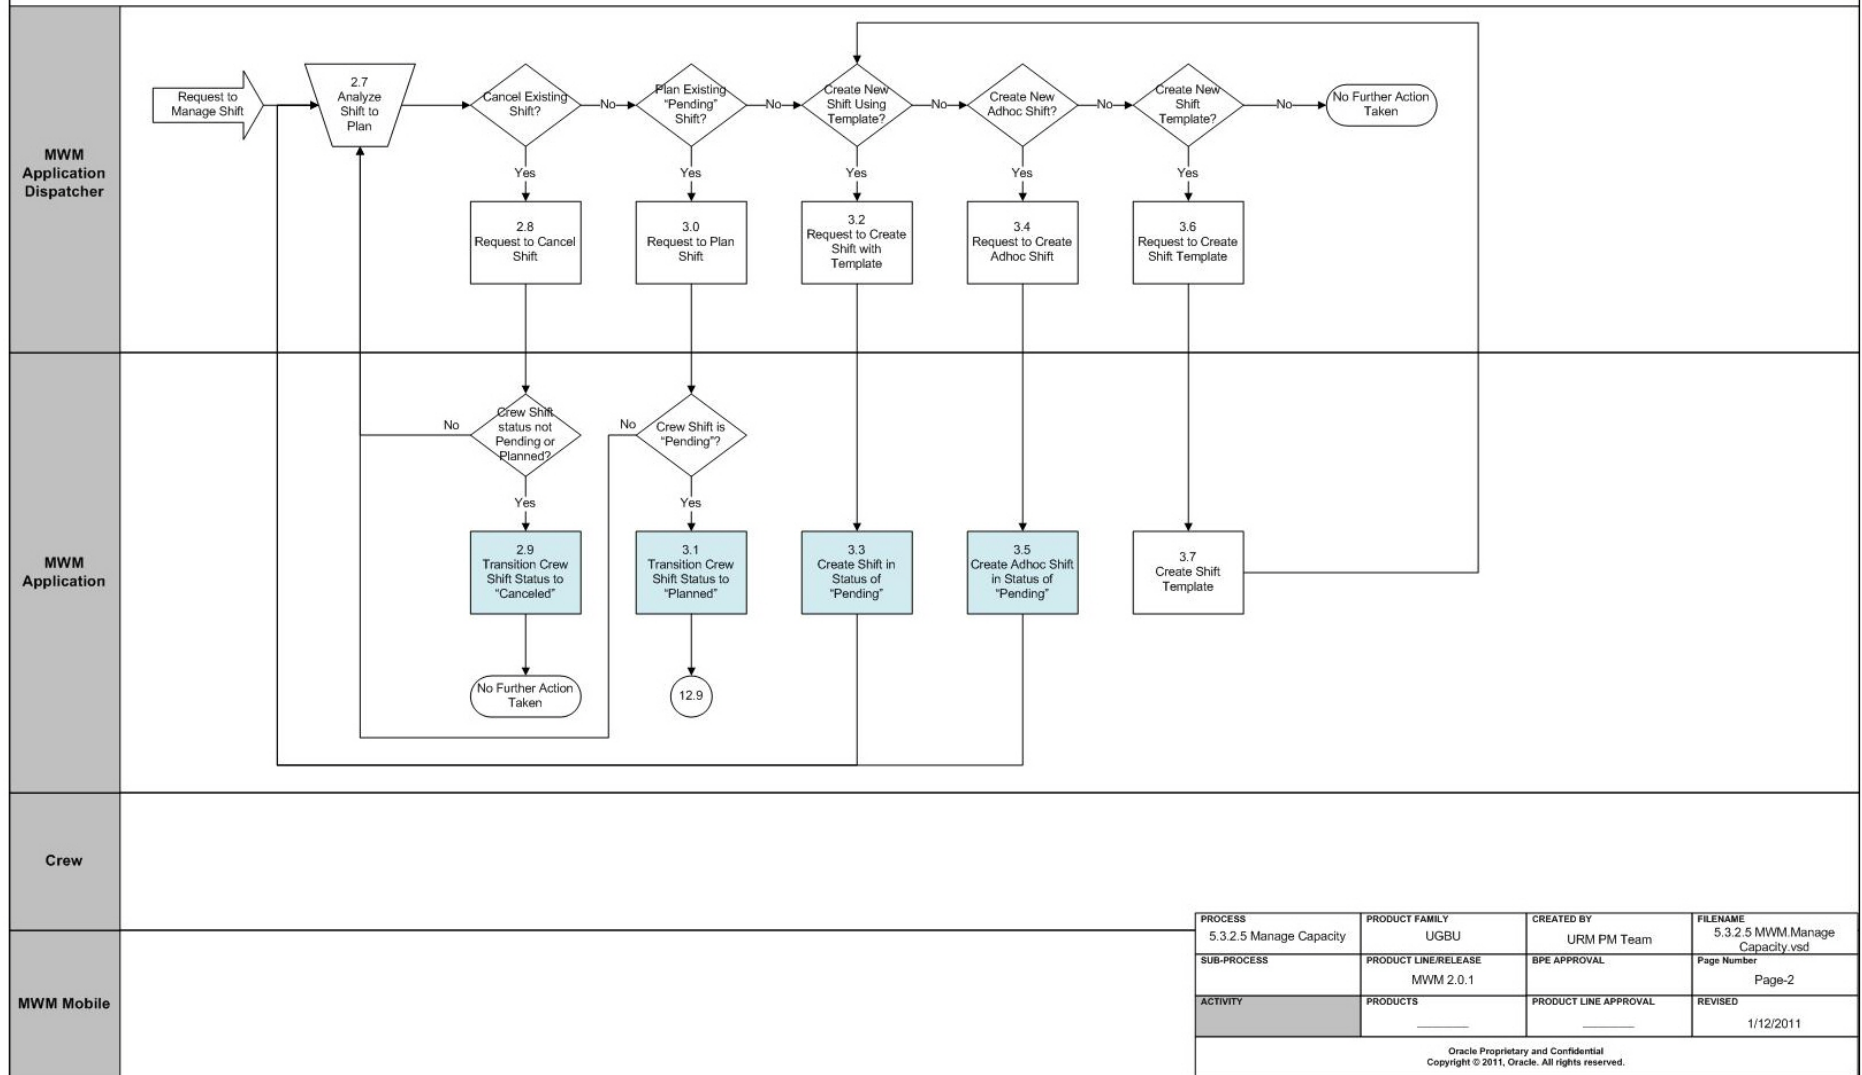 MWM
Application
Dispatcher
Request to
Manage Shift
2.7
Analyze
Shift to
Plan
Cancel Existing
Shift?
No
Plan Existing
“Pending”
Shift?
No
Create New
Shift Using
Template?
No
Create New
Adhoc Shift?
No
Create New
Shift
Template?
No
No Further Action
Taken
Yes
Yes
Yes
Yes
Yes
2.8
Request to Cancel
Shift
3.0
Request to Plan
Shift
3.2
Request to Create
Shift with
Template
3.4
Request to Create
Adhoc Shift
3.6
Request to Create
Shift Template
MWM
Application
No
Crew Shift
status not
Pending or
Planned?
No
Crew Shift is
“Pending”?
Yes
Yes
2.9
Transition Crew
Shift Status to
“Canceled”
3.1
Transition Crew
Shift Status to
“Planned”
3.3
Create Shift in
Status of
“Pending”
3.5
Create Adhoc Shift
in Status of
“Pending”
3.7
Create Shift
Template
No Further Action
Taken
12.9
Crew
MWM Mobile
PROCESS
5.3.2.5 Manage Capacity
PRODUCT FAMILY
UGBU
CREATED BY
URM PM Team
FILENAME
5.3.2.5 MWM.Manage
Capacity.vsd
SUB-PROCESS
PRODUCT LINE/RELEASE
MWM 2.0.1
BPE APPROVAL
Page Number
Page-2
ACTIVITY
PRODUCTS
PRODUCT LINE APPROVAL
REVISED
1/12/2011
Oracle Proprietary and Confidential
Copyright © 2011, Oracle. All rights reserved.